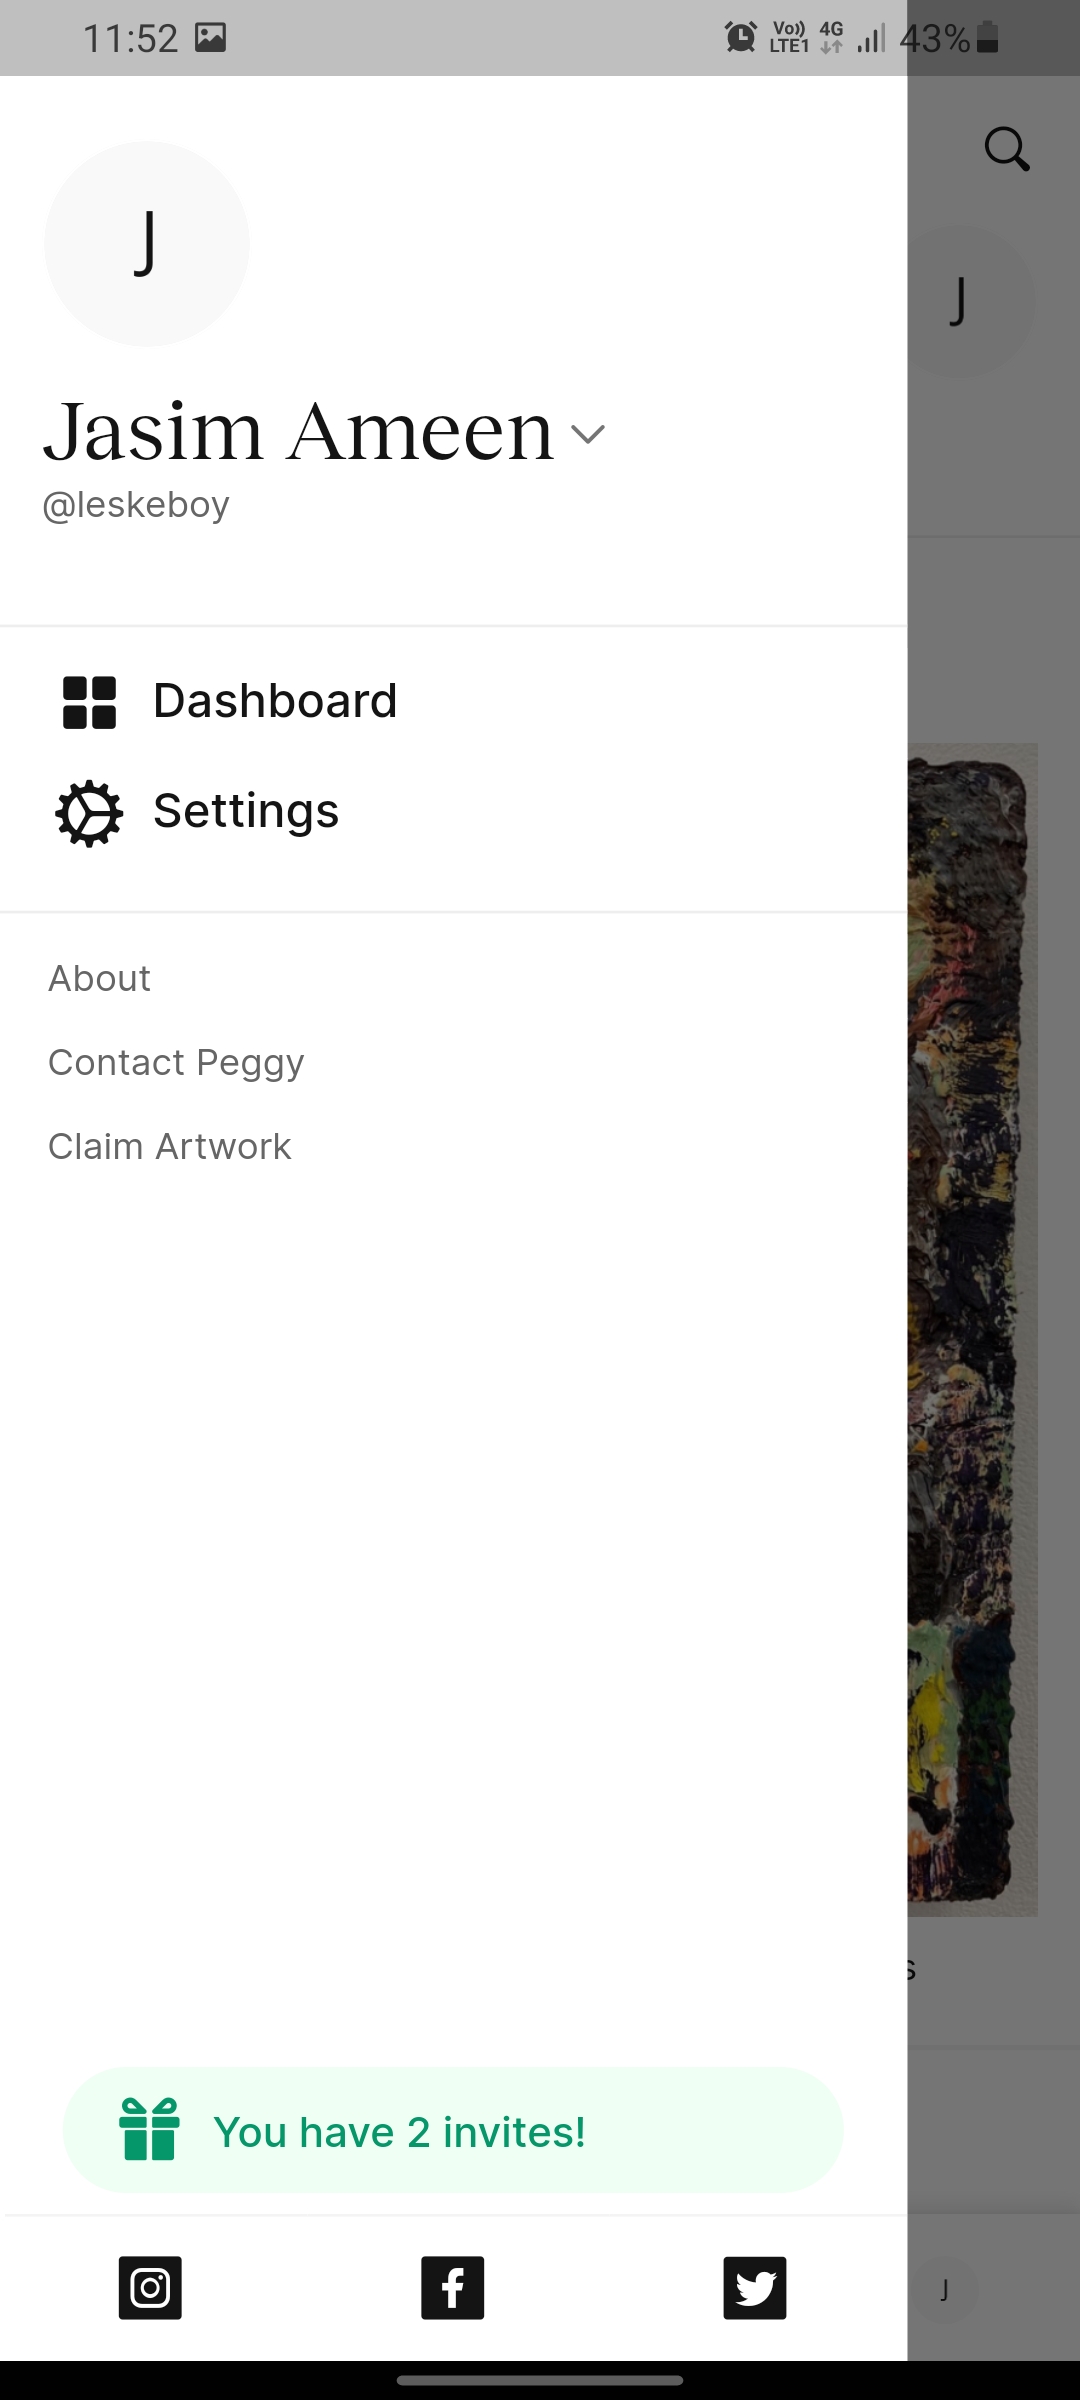 11:52 Vo)) LTE1 4G 43%
J
J
Jasim Ameen
@leskeboy
Dashboard
Settings
About
Contact Peggy
Claim Artwork
s
You have 2 invites!
J